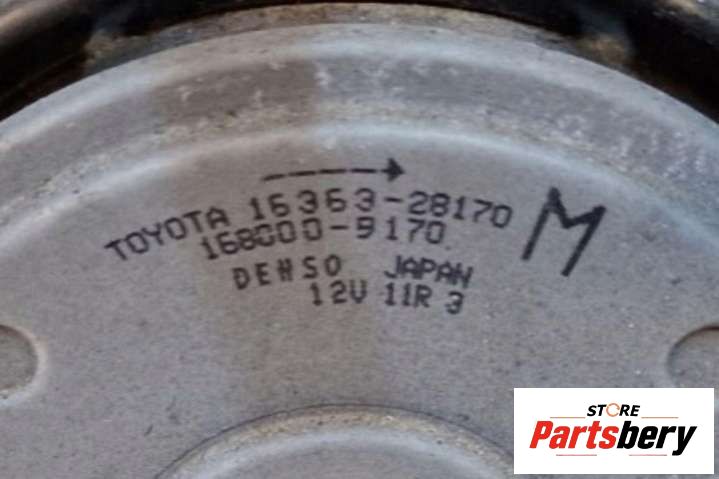 TOYOTA 16363-28170
168000-9170
M
DENSO JAPAN
12V 11R 3
STORE
Partsbery